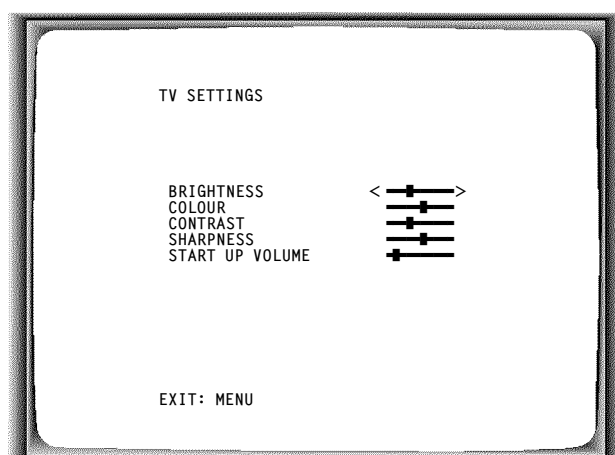 TV SETTINGS
BRIGHTNESS < >
COLOUR
CONTRAST
SHARPNESS
START UP VOLUME
EXIT: MENU